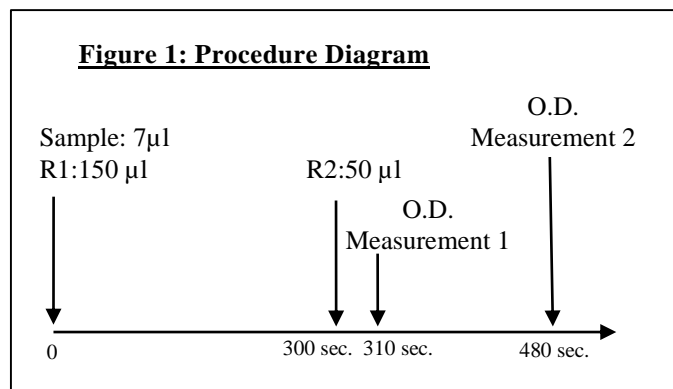 Figure 1: Procedure Diagram
O.D.
Measurement 2
Sample: 7µl
R1:150 µl
R2:50 µl
O.D.
Measurement 1
0
300 sec.
310 sec.
480 sec.